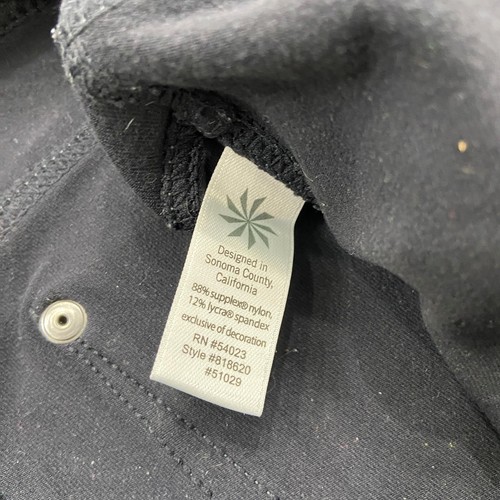 Designed in
Sonoma County,
California
88% supplex® nylon.
12% lycra® spandex
exclusive of decoration
RN #54023
Style #818620
#51029